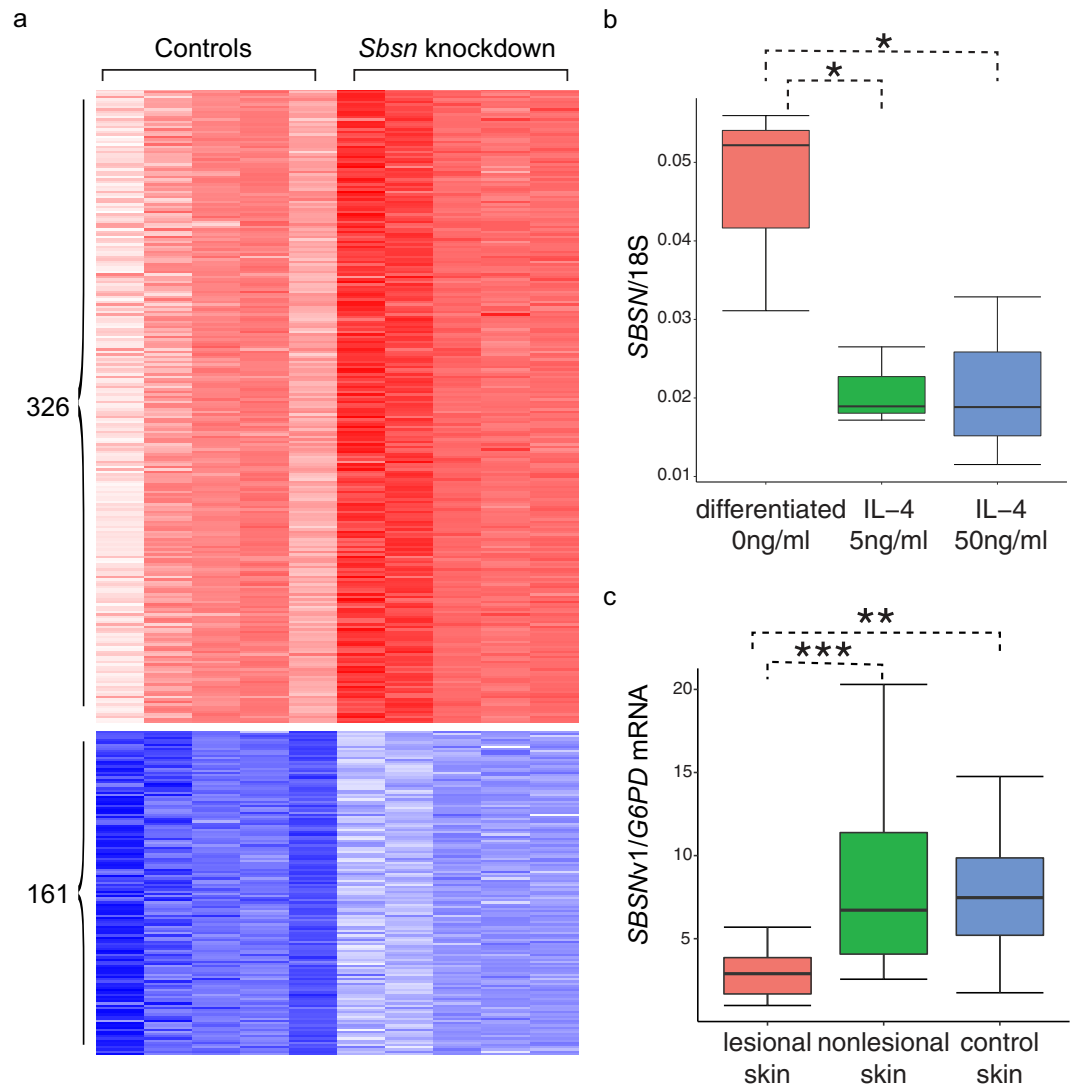 a
Controls
Sbsn knockdown
326
161
b
*
*
SBSN/18S
0.05
0.04
0.03
0.02
0.01
differentiated
0ng/ml
IL−4
5ng/ml
IL−4
50ng/ml
c
**
***
SBSNv1/G6PD mRNA
20
15
10
5
lesional
skin
nonlesional
skin
control
skin